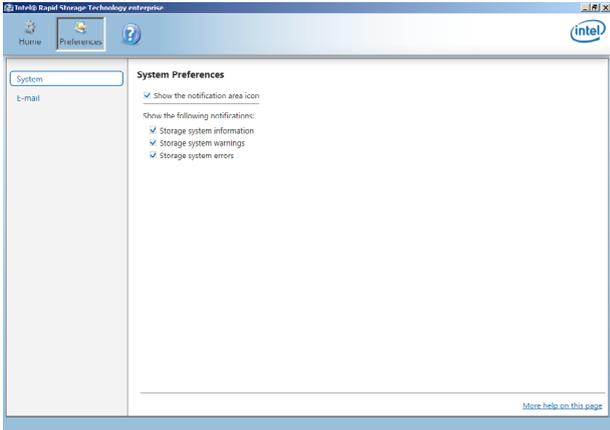 Intel® Rapid Storage Technology enterprise
Home
Preferences
?
intel
System
E-mail
System Preferences
Show the notification area icon
Show the following notifications:
Storage system information
Storage system warnings
Storage system errors
More help on this page